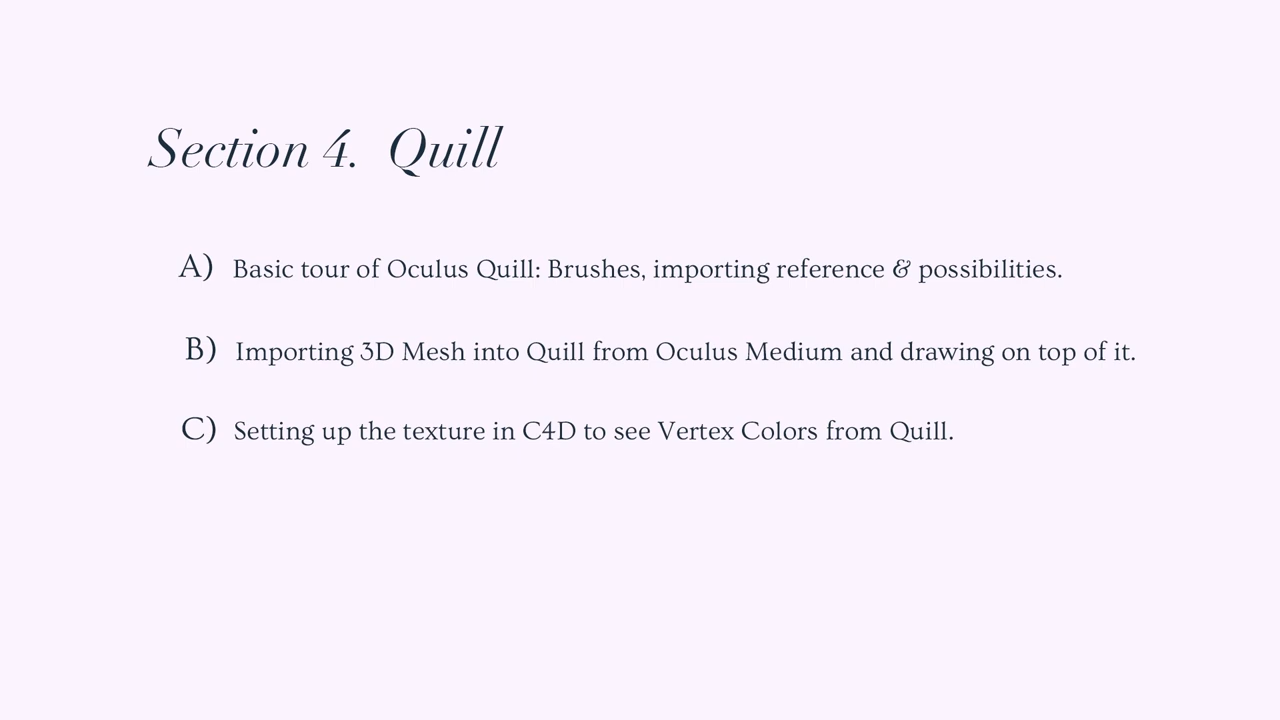 Section 4. Quill
A) Basic tour of Oculus Quill: Brushes, importing reference & possibilities.
B) Importing 3D Mesh into Quill from Oculus Medium and drawing on top of it.
C) Setting up the texture in C4D to see Vertex Colors from Quill.